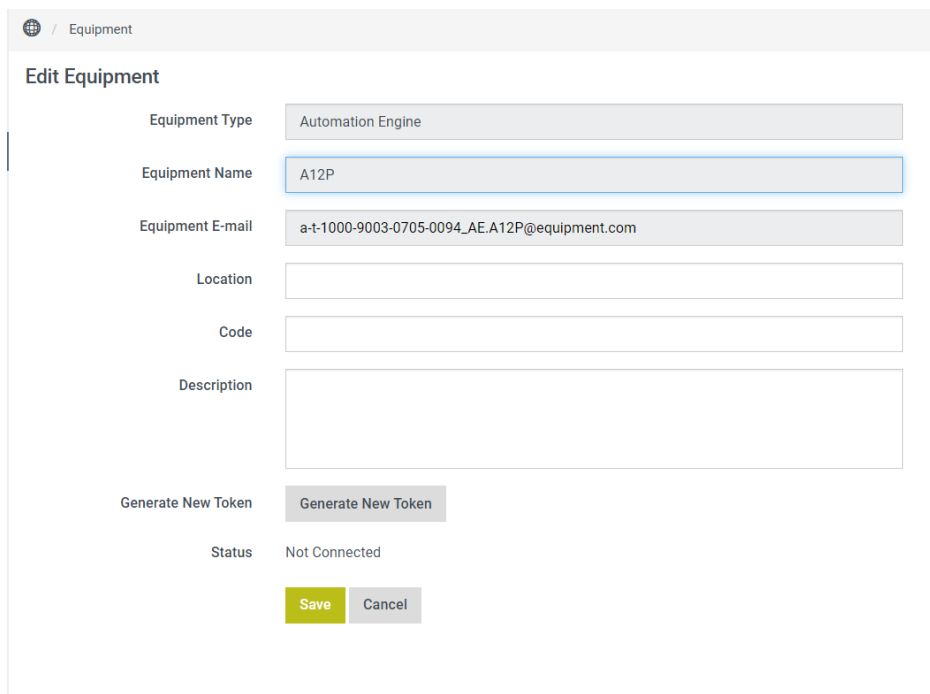 / Equipment
Edit Equipment
Equipment Type Automation Engine
Equipment Name A12P
Equipment E-mail a-t-1000-9003-0705-0094_AE.A12P@equipment.com
Location
Code
Description
Generate New Token Generate New Token
Status Not Connected
Save Cancel